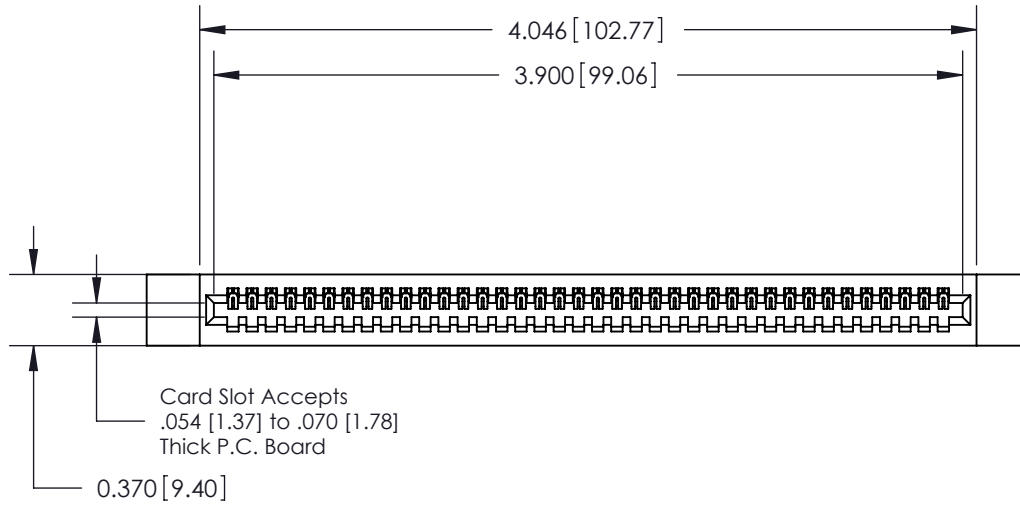 4.046[102.77]
3.900[99.06]
Card Slot Accepts
.054 [1.37] to .070 [1.78]
Thick P.C. Board
0.370[9.40]